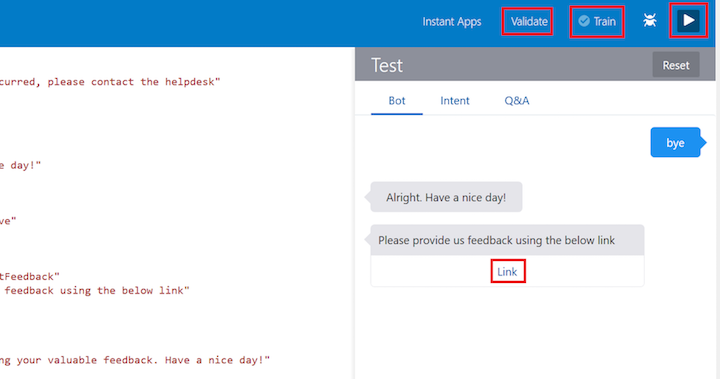 Instant Apps Validate Train
curred, please contact the helpdesk"
e day!"
ve"
tFeedback"
feedback using the below link"
ng your valuable feedback. Have a nice day!"
Test Reset
Bot Intent Q&A
bye
Alright. Have a nice day!
Please provide us feedback using the below link
Link